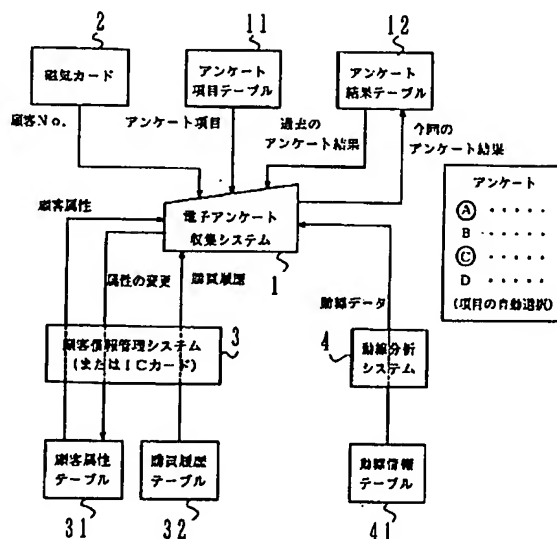 2
11
12
磁気カード
アンケート
項目テーブル
アンケート
結果テーブル
顧客No.
アンケート項目
過去の
アンケート結果
今回の
アンケート結果
顧客属性
電子アンケート
収集システム
1
アンケート
Ⓐ ・・・・・
B ・・・・・
Ⓒ ・・・・・
D ・・・・・
(項目の自動選択)
属性の変更
購買履歴
動線データ
顧客情報管理システム
(またはICカード)
3
4
動線分析
システム
顧客属性
テーブル
購買履歴
テーブル
動線情報
テーブル
31
32
41